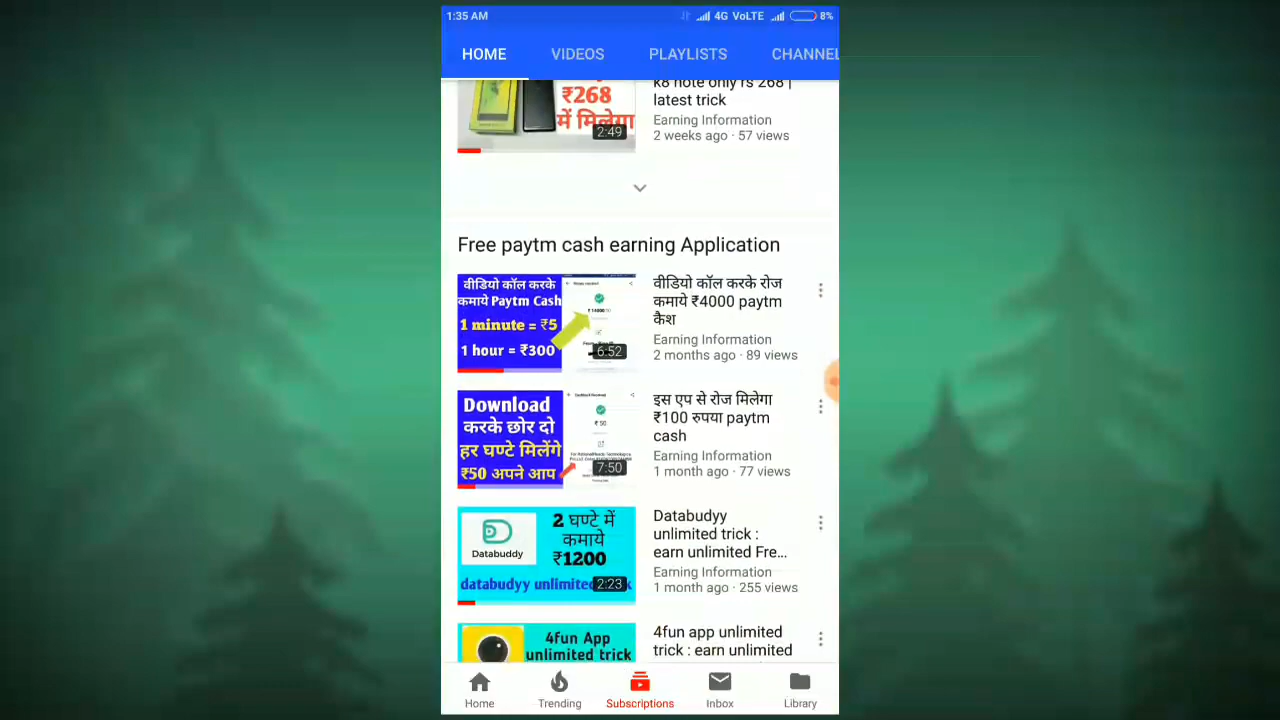 1:35 AM
4G VoLTE
8%
HOME VIDEOS PLAYLISTS CHANNEL
₹268
में मिलेगा
2:49
k8 note only rs 268 |
latest trick
Earning Information
2 weeks ago · 57 views
Free paytm cash earning Application
वीडियो कॉल करके
कमाये Paytm Cash
1 minute = ₹5
1 hour = ₹300
6:52
वीडियो कॉल करके रोज
कमाये ₹4000 paytm
कैश
Earning Information
2 months ago · 89 views
Download
करके छोर दो
हर घण्टे मिलेंगे
₹50 अपने आप
₹ 50
7:50
इस एप से रोज मिलेगा
₹100 रुपया paytm
cash
Earning Information
1 month ago · 77 views
Databuddy
2 घण्टे में
कमाये
₹1200
databudyy unlimite
2:23
Databudyy
unlimited trick :
earn unlimited Fre...
Earning Information
1 month ago · 255 views
4fun App
unlimited trick
4fun app unlimited
trick : earn unlimited
Home Trending Subscriptions Inbox Library